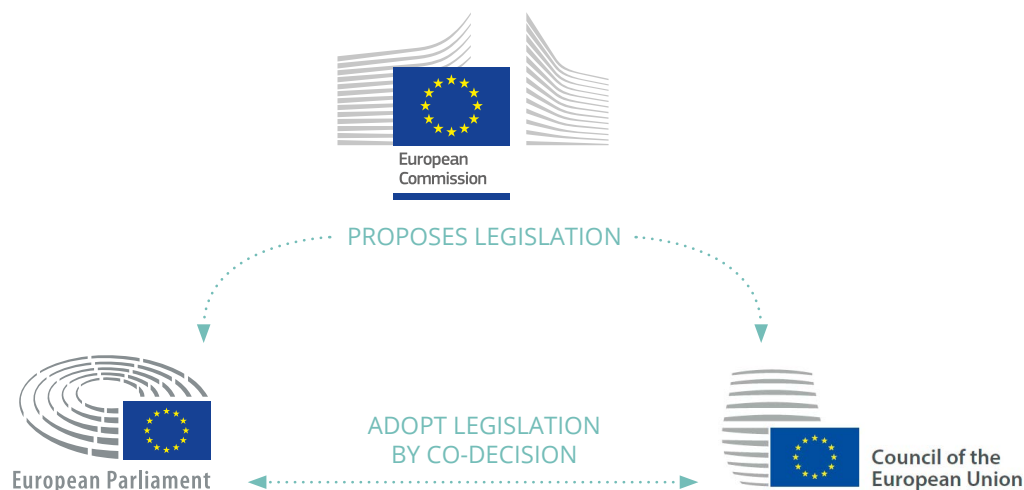 European
Commission
PROPOSES LEGISLATION
ADOPT LEGISLATION
BY CO-DECISION
European Parliament
Council of the
European Union